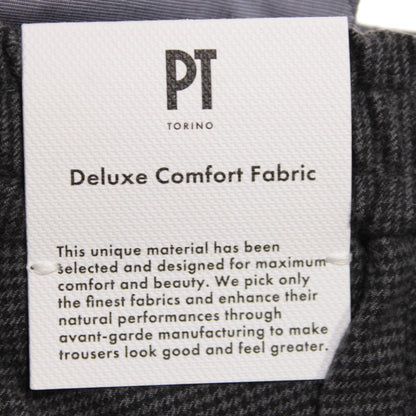 PT
TORINO
Deluxe Comfort Fabric
This unique material has been
selected and designed for maximum
comfort and beauty. We pick only
the finest fabrics and enhance their
natural performances through
avant-garde manufacturing to make
trousers look good and feel greater.